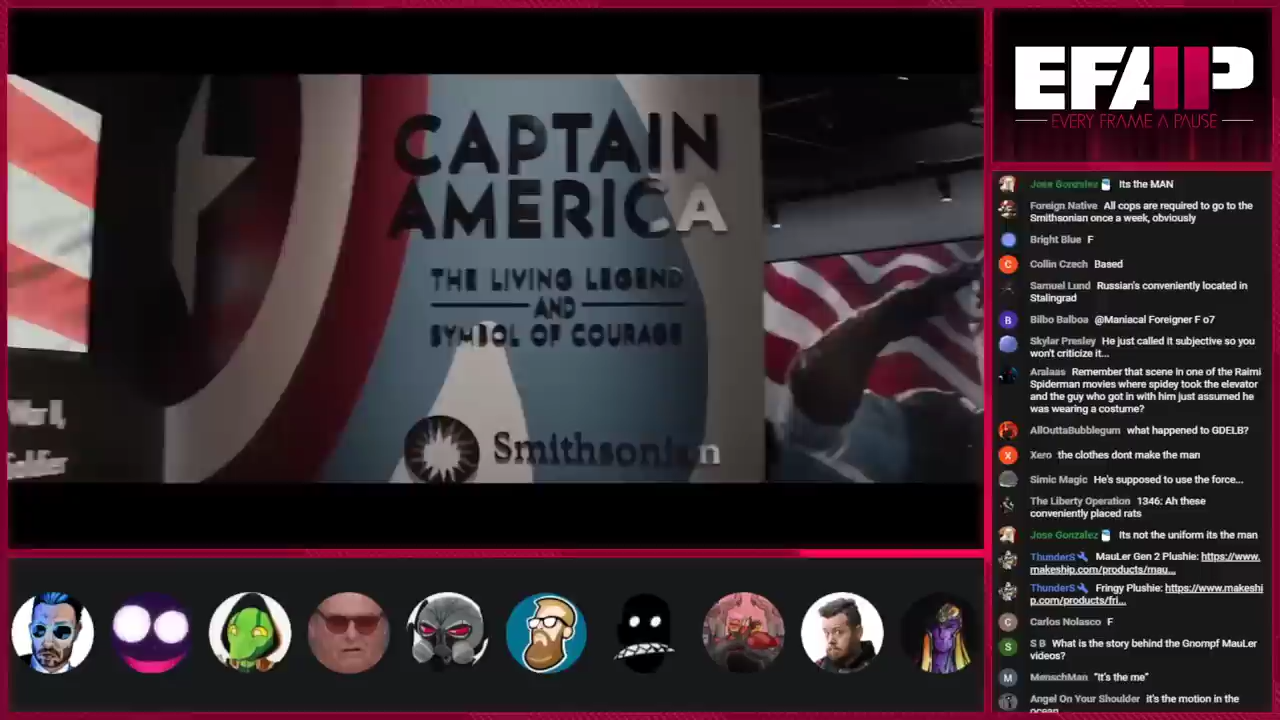 CAPTAIN
AMERICA
THE LIVING LEGEND
AND
SYMBOL OF COURAGE
Smithsonian
EFAP
EVERY FRAME A PAUSE
Jose Gonzalez Its the MAN
Foreign Native All cops are required to go to the
Smithsonian once a week, obviously
Bright Blue F
C
Collin Czech Based
Samuel Lund Russian's conveniently located in
Stalingrad
B
Bilbo Balboa @Maniacal Foreigner F o7
Skylar Presley He just called it subjective so you
won't criticize it...
Aralaas Remember that scene in one of the Raimi
Spiderman movies where spidey took the elevator
and the guy who got in with him just assumed he
was wearing a costume?
AllOuttaBubblegum what happened to GDELB?
X
Xero the clothes dont make the man
Simic Magic He's supposed to use the force...
The Liberty Operation 1346: Ah these
conveniently placed rats
Jose Gonzalez Its not the uniform its the man
ThunderS MauLer Gen 2 Plushie: https://www.
makeship.com/products/mau...
ThunderS Fringy Plushie: https://www.makeshi
p.com/products/fri...
C
Carlos Nolasco F
S
S B What is the story behind the Gnompf MauLer
videos?
M
MenschMan "It's the me"
Angel On Your Shoulder it's the motion in the
ocean